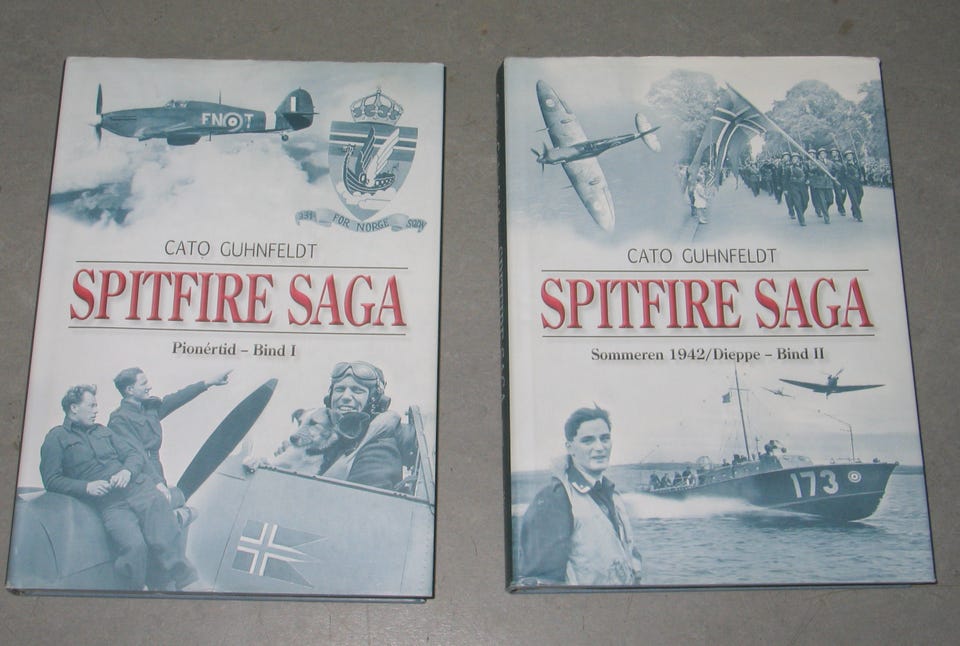 FN T
331 FOR NORGE SQDN
CATO GUHNFELDT
SPITFIRE SAGA
Pionértid – Bind I
CATO GUHNFELDT
SPITFIRE SAGA
Sommeren 1942/Dieppe – Bind II
173